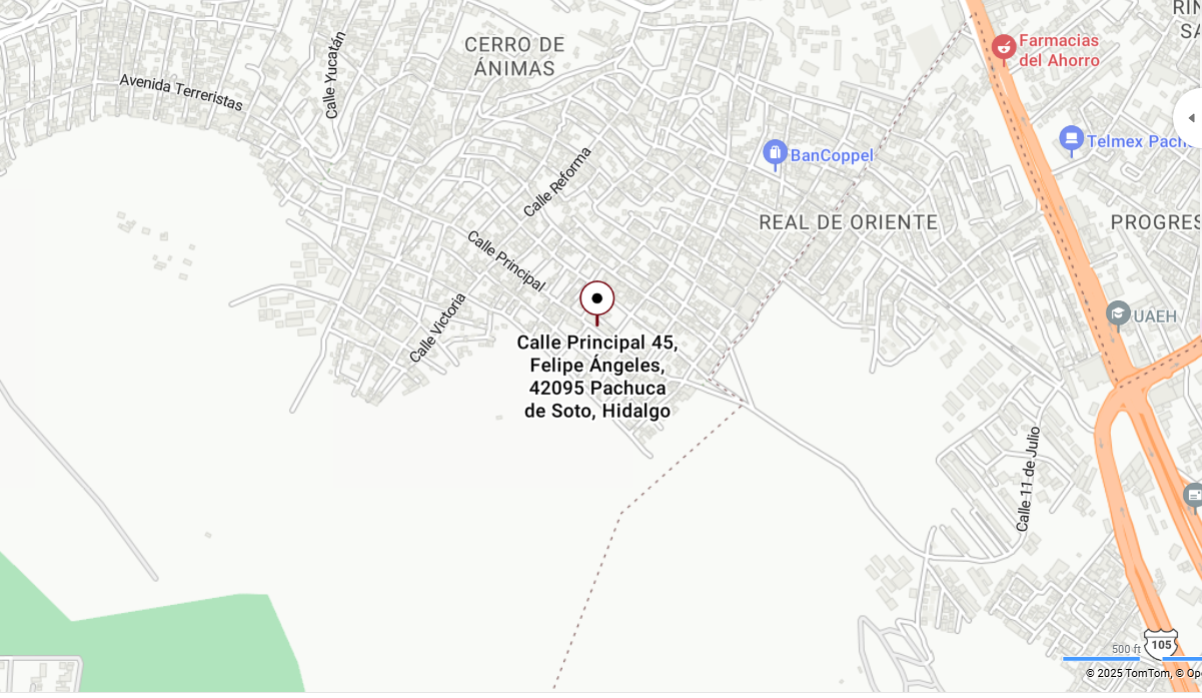 RIN
SA
CERRO DE
ÁNIMAS
Farmacias
del Ahorro
Calle Yucatán
Avenida Terreristas
Telmex Pach
BanCoppel
Calle Reforma
REAL DE ORIENTE
PROGRES
Calle Principal
Calle Victoria
UAEH
Calle Principal 45,
Felipe Ángeles,
42095 Pachuca
de Soto, Hidalgo
Calle 11 de Julio
105
500 ft
© 2025 TomTom, © Op